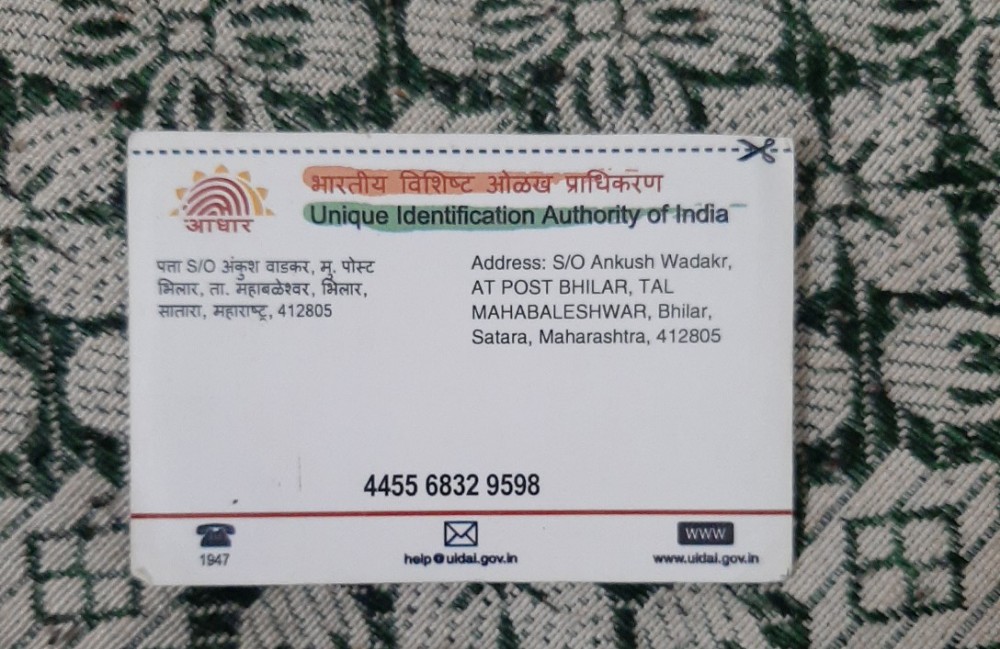 भारतीय विशिष्ट ओळख प्राधिकरण
Unique Identification Authority of India
आधार
पत्ता S/O अंकुश वाडकर, मु. पोस्ट
भिलार, ता. महाबळेश्वर, भिलार,
सातारा, महाराष्ट्र, 412805
Address: S/O Ankush Wadakr,
AT POST BHILAR, TAL
MAHABALESHWAR, Bhilar,
Satara, Maharashtra, 412805
4455 6832 9598
1947
help@uidai.gov.in
www
www.uidai.gov.in